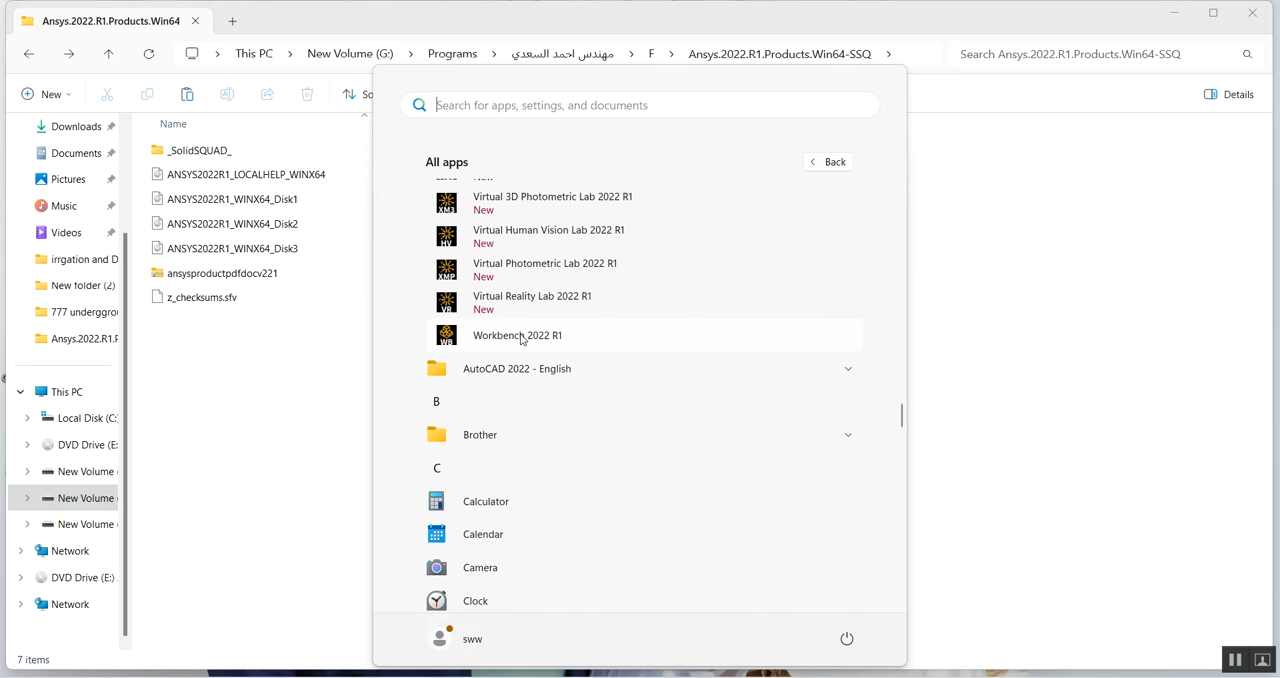 Ansys.2022.R1.Products.Win64
This PC
New Volume (G:)
Programs
مهندس احمد السعدي
F
Ansys.2022.R1.Products.Win64-SSQ
Search Ansys.2022.R1.Products.Win64-SSQ
New
So
Details
Downloads
Documents
Pictures
Music
Videos
irrgation and D
New folder (2)
777 undergrou
Ansys.2022.R1.F
This PC
Local Disk (C:
DVD Drive (E:
New Volume
New Volume
New Volume
Network
DVD Drive (E:)
Network
7 items
Name
_SolidSQUAD_
ANSYS2022R1_LOCALHELP_WINX64
ANSYS2022R1_WINX64_Disk1
ANSYS2022R1_WINX64_Disk2
ANSYS2022R1_WINX64_Disk3
ansysproductpdfdocv221
z_checksums.sfv
Search for apps, settings, and documents
All apps
Back
New
Virtual 3D Photometric Lab 2022 R1
New
Virtual Human Vision Lab 2022 R1
New
Virtual Photometric Lab 2022 R1
New
Virtual Reality Lab 2022 R1
New
Workbench 2022 R1
AutoCAD 2022 - English
B
Brother
C
Calculator
Calendar
Camera
Clock
sww